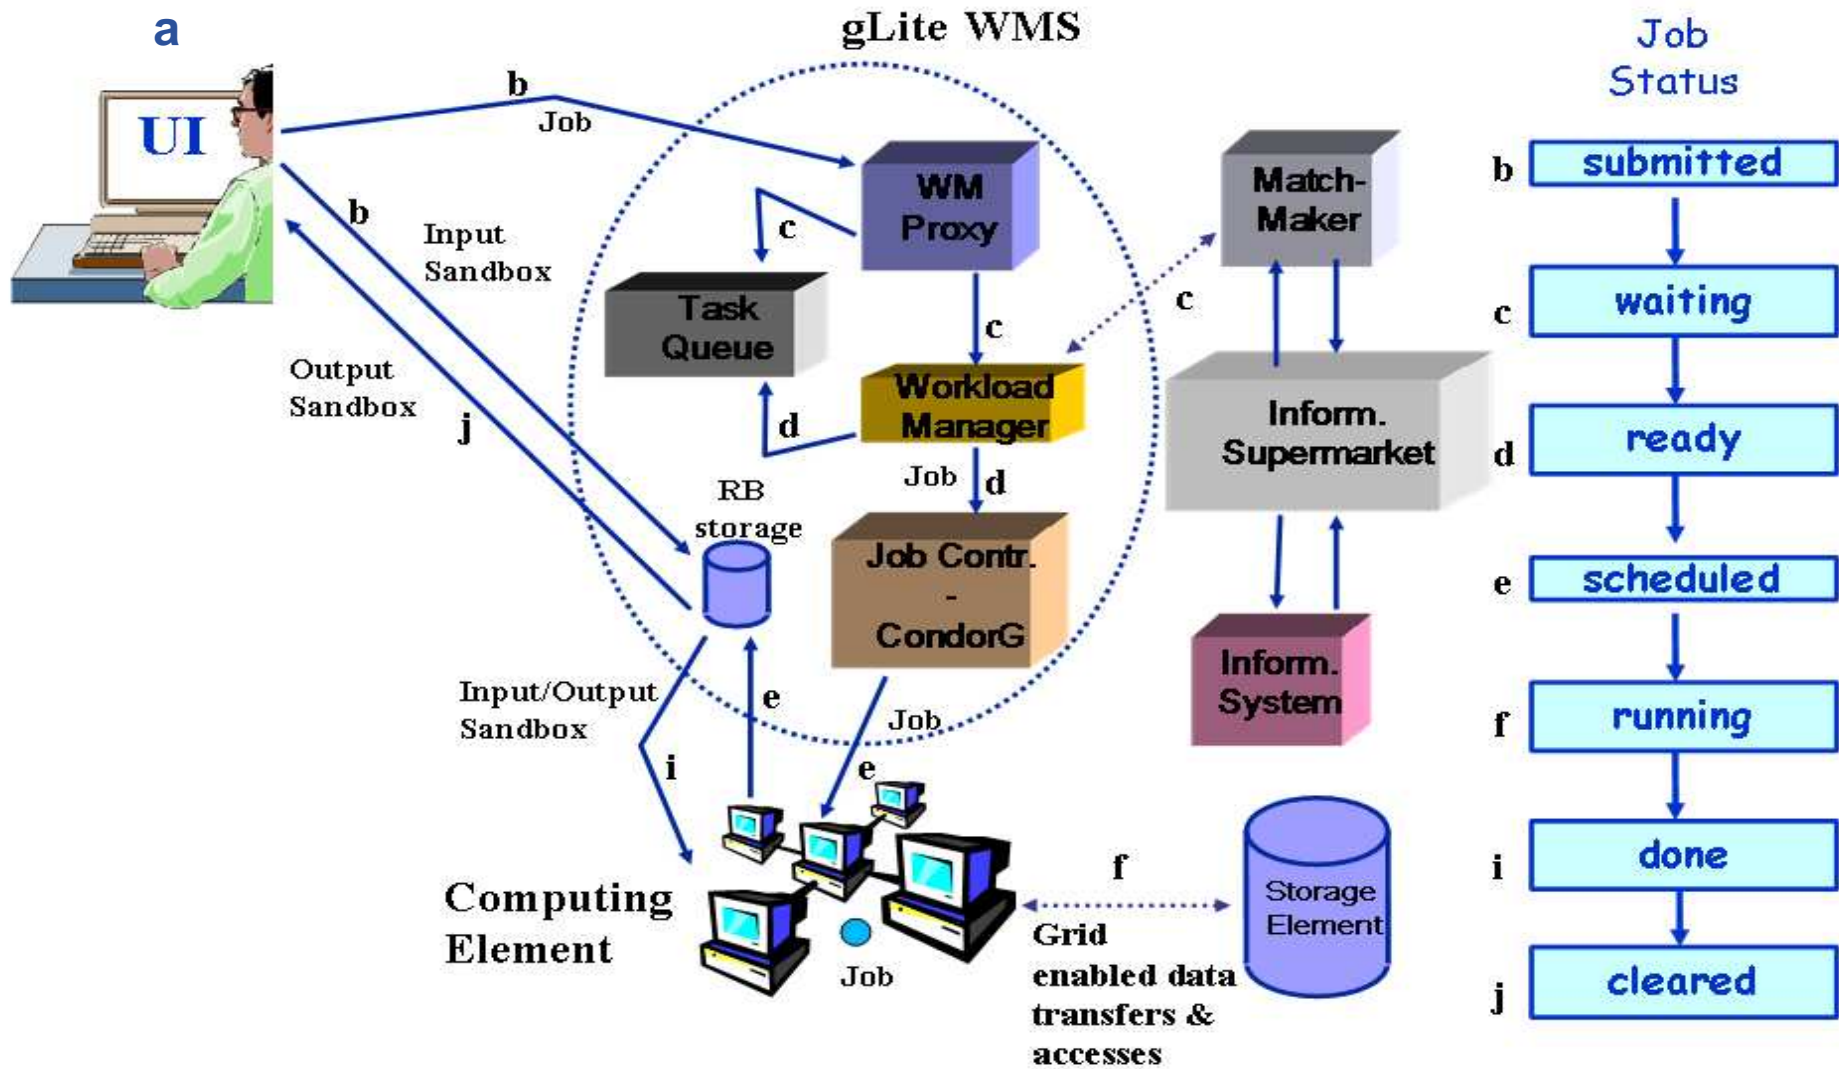 a
gLite WMS
Job
Status
UI
b
Job
b
Input
Sandbox
Output
Sandbox
j
WM
Proxy
c
c
Task
Queue
Workload
Manager
d
Job
d
RB
storage
Job Contr.
-
CondorG
Input/Output
Sandbox
i
e
Job
e
Match-
Maker
c
Inform.
Supermarket
Inform.
System
Computing
Element
Job
f
Grid
enabled data
transfers &
accesses
Storage
Element
b
submitted
c
waiting
d
ready
e
scheduled
f
running
i
done
j
cleared